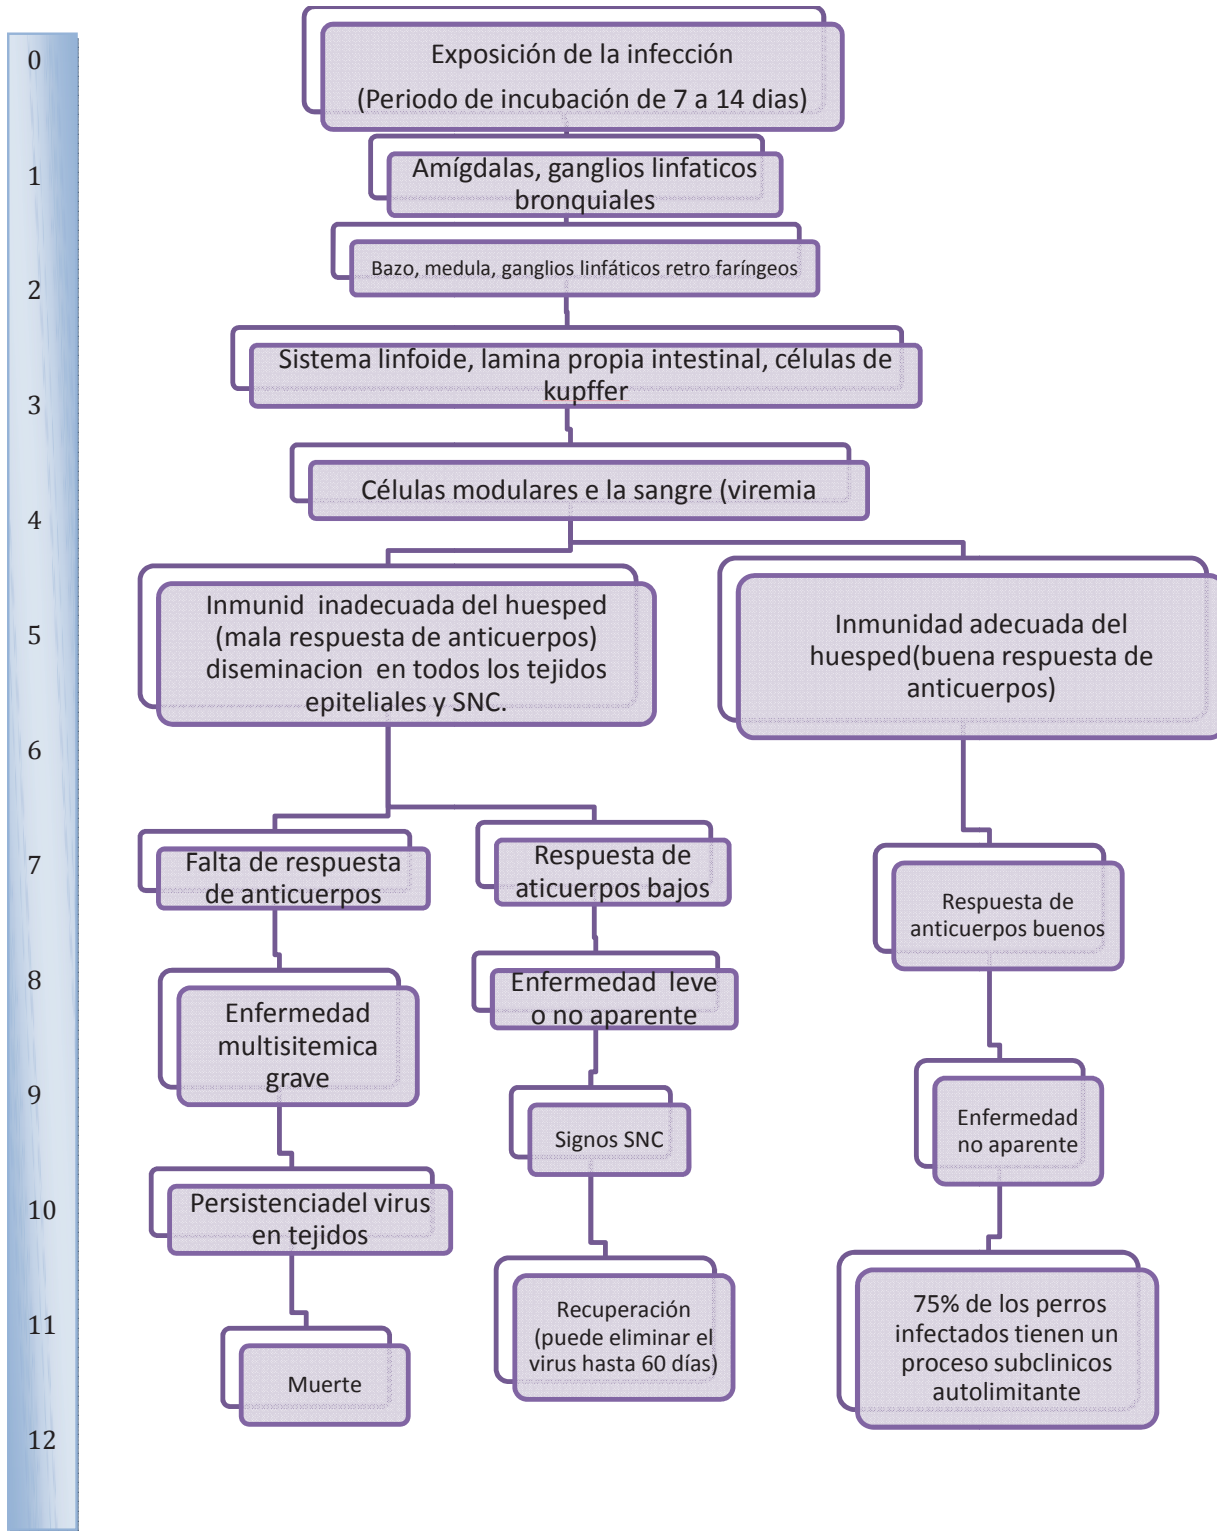 0
1
2
3
4
5
6
7
8
9
10
11
12
Exposición de la infección
(Periodo de incubación de 7 a 14 dias)
Amígdalas, ganglios linfaticos
bronquiales
Bazo, medula, ganglios linfáticos retro faríngeos
Sistema linfoide, lamina propia intestinal, células de
kupffer
Células modulares e la sangre (viremia
Inmunid inadecuada del huesped
(mala respuesta de anticuerpos)
diseminacion en todos los tejidos
epiteliales y SNC.
Inmunidad adecuada del
huesped(buena respuesta de
anticuerpos)
Falta de respuesta
de anticuerpos
Respuesta de
aticuerpos bajos
Respuesta de
anticuerpos buenos
Enfermedad
multisitemica
grave
Enfermedad leve
o no aparente
Signos SNC
Enfermedad
no aparente
Persistenciadel virus
en tejidos
Recuperación
(puede eliminar el
virus hasta 60 días)
75% de los perros
infectados tienen un
proceso subclinicos
autolimitante
Muerte